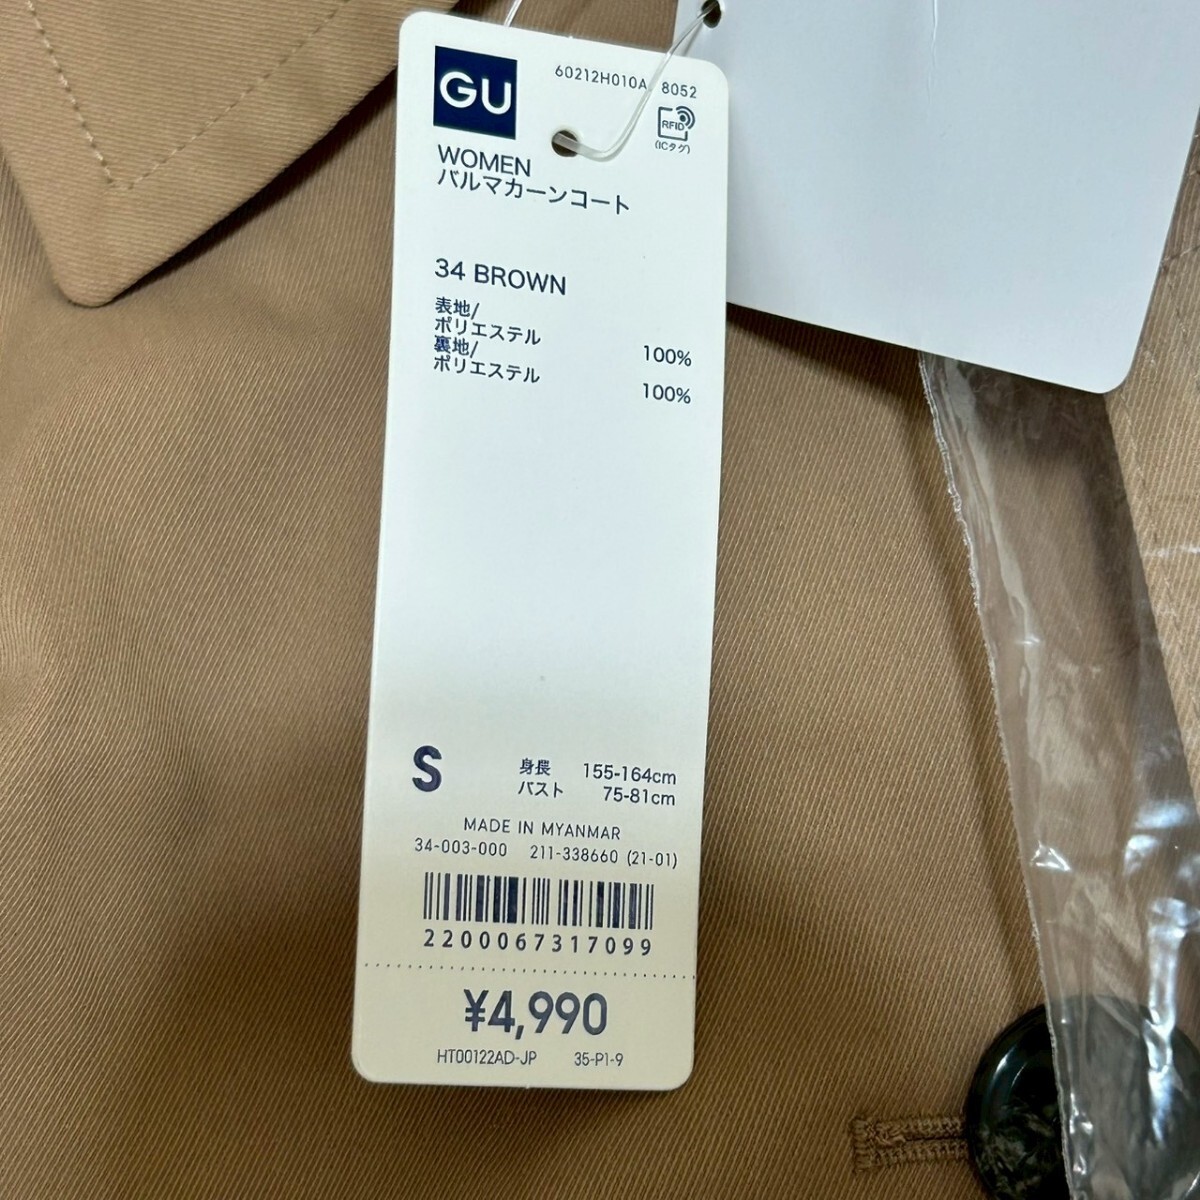 GU
60212H010A 8052
RFID
(ICタグ)
WOMEN
バルマカーンコート
34 BROWN
表地/
ポリエステル 100%
裏地/
ポリエステル 100%
S 身長 155-164cm
バスト 75-81cm
MADE IN MYANMAR
34-003-000 211-338660 (21-01)
2200067317099
¥4,990
HT00122AD-JP 35-P1-9